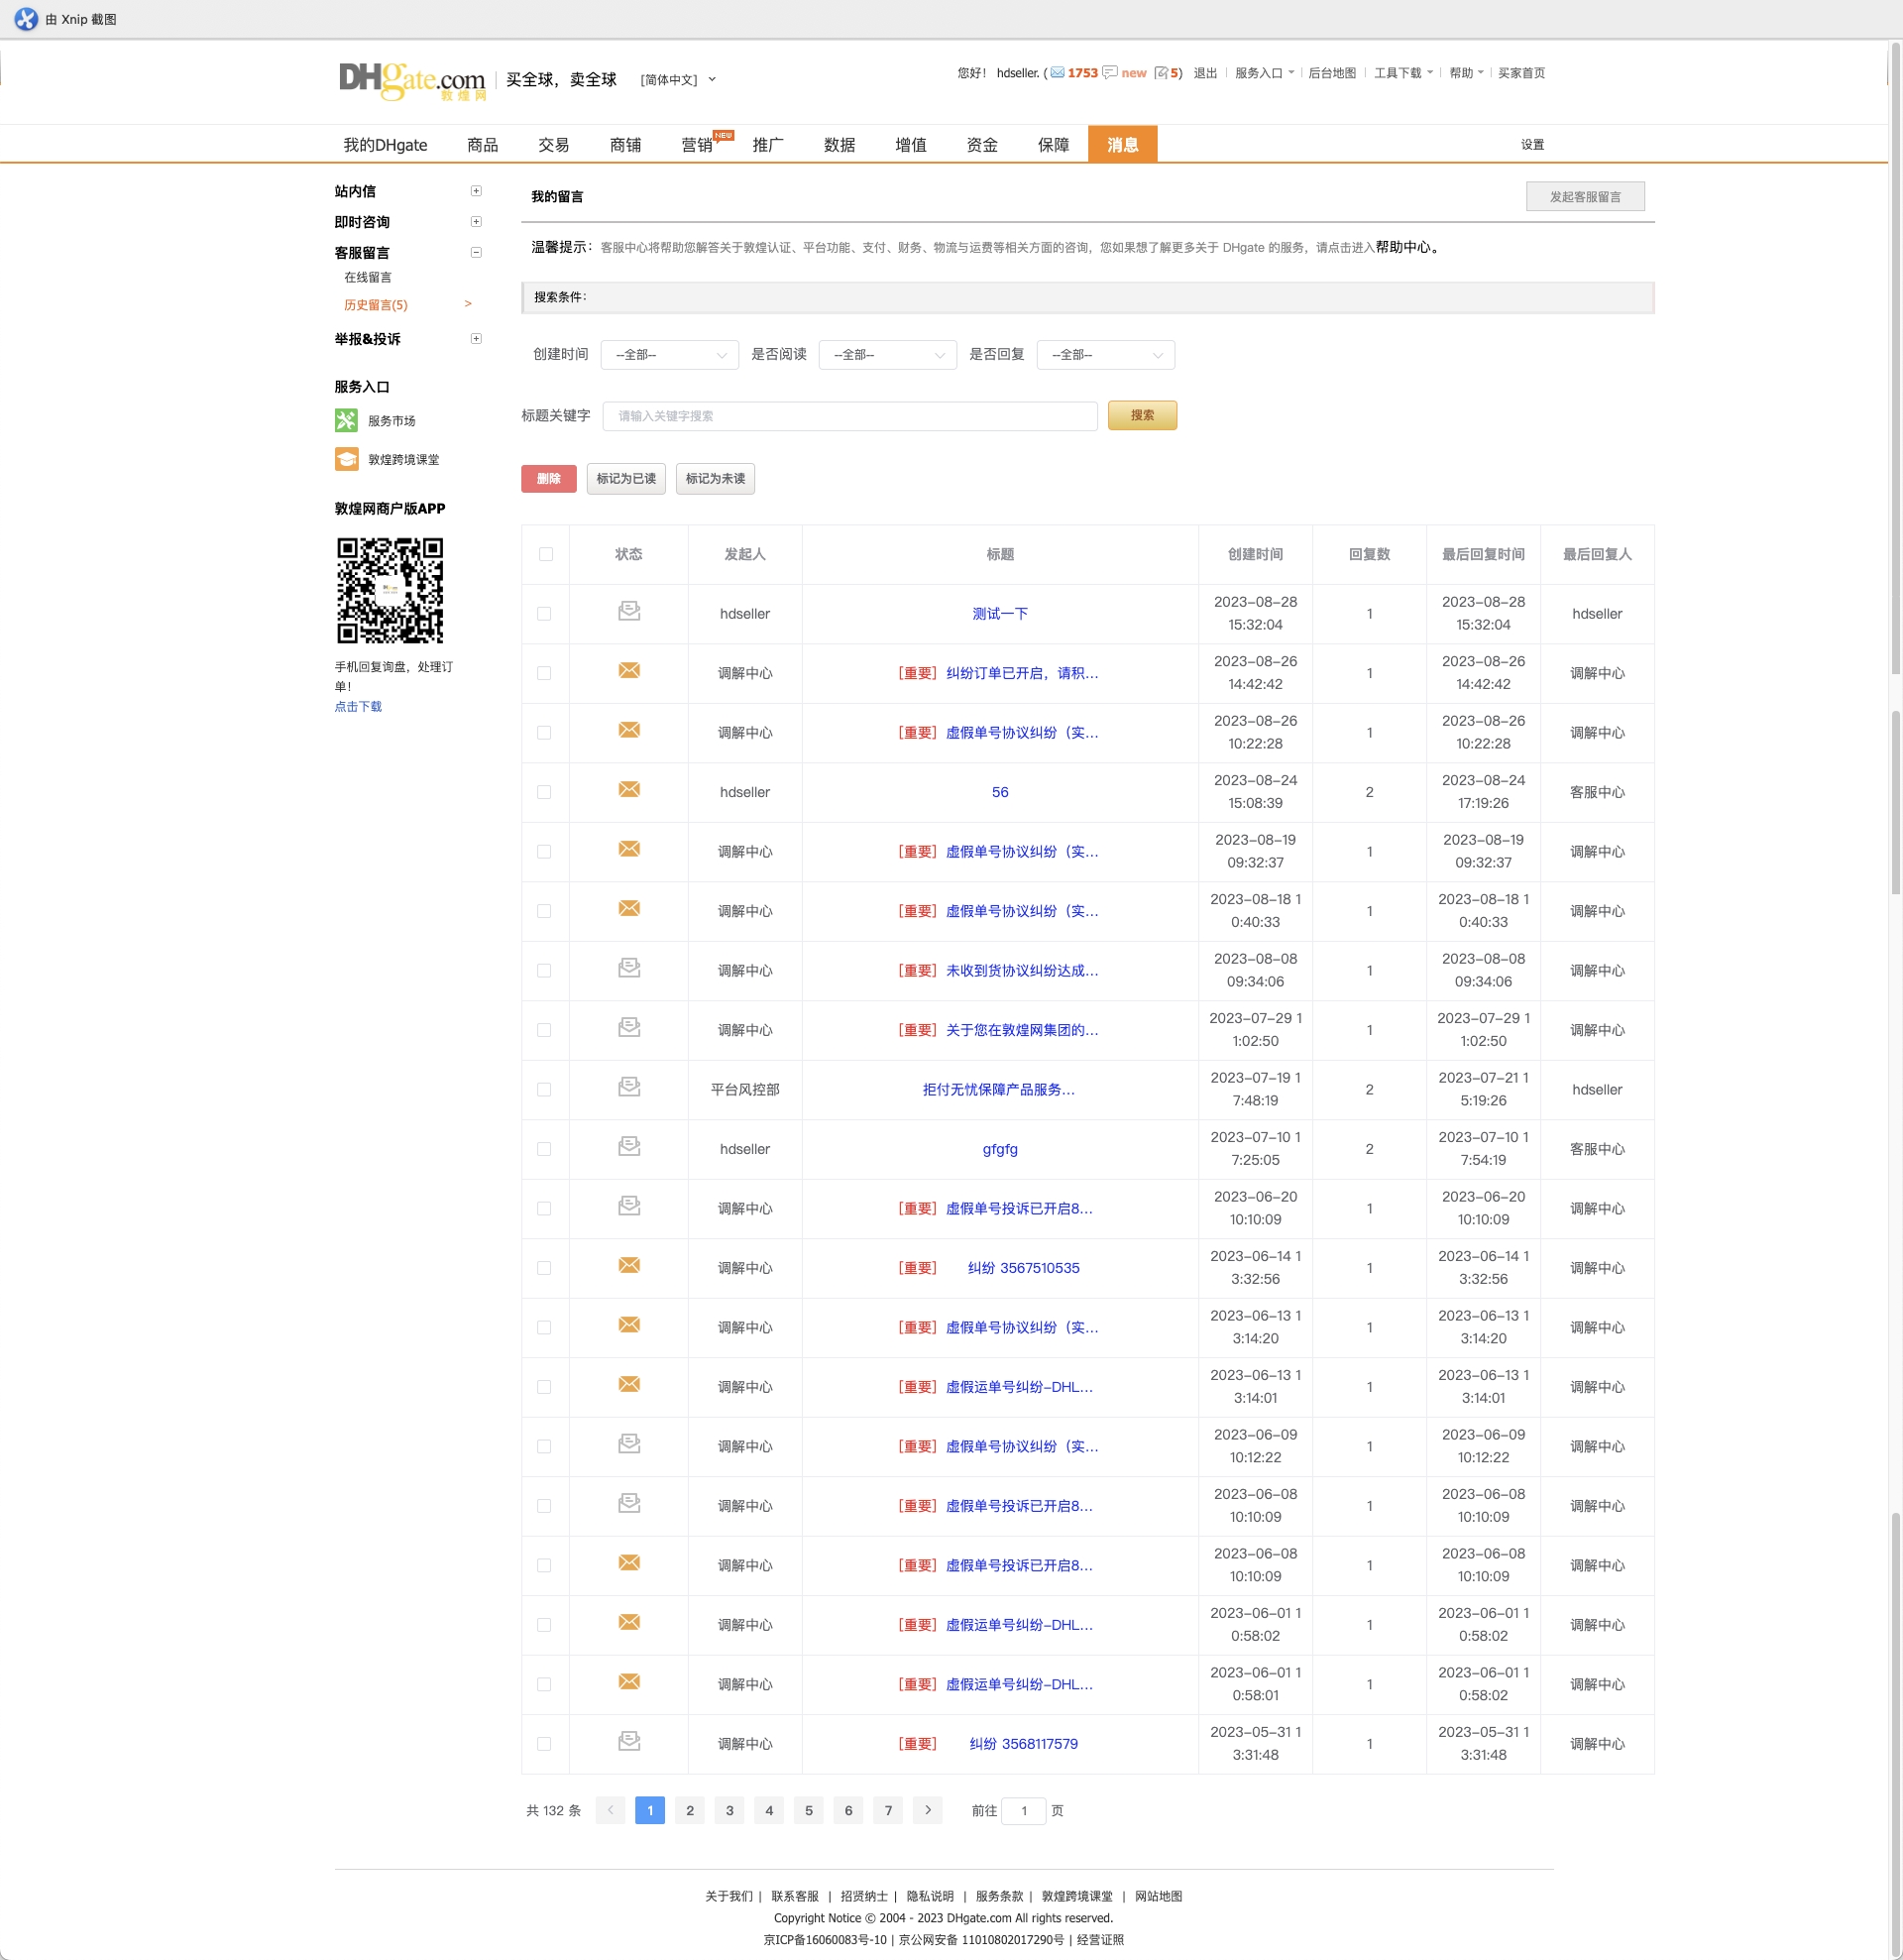 由 Xnip 截图
DHgate.com 敦煌网 买全球，卖全球 [简体中文]
您好！ hdseller. ( 1753 new 5) 退出 服务入口 后台地图 工具下载 帮助 买家首页
我的DHgate 商品 交易 商铺 营销 NEW 推广 数据 增值 资金 保障 消息 设置
站内信
即时咨询
客服留言
在线留言
历史留言(5) >
举报&投诉
服务入口
服务市场
敦煌跨境课堂
敦煌网商户版APP
手机回复询盘，处理订
单！
点击下载
我的留言 发起客服留言
温馨提示： 客服中心将帮助您解答关于敦煌认证、平台功能、支付、财务、物流与运费等相关方面的咨询，您如果想了解更多关于 DHgate 的服务，请点击进入帮助中心。
搜索条件：
创建时间 --全部-- 是否阅读 --全部-- 是否回复 --全部--
标题关键字 请输入关键字搜索 搜索
删除 标记为已读 标记为未读
状态 发起人 标题 创建时间 回复数 最后回复时间 最后回复人
hdseller 测试一下 2023-08-28 15:32:04 1 2023-08-28 15:32:04 hdseller
调解中心 [重要] 纠纷订单已开启，请积... 2023-08-26 14:42:42 1 2023-08-26 14:42:42 调解中心
调解中心 [重要] 虚假单号协议纠纷（实... 2023-08-26 10:22:28 1 2023-08-26 10:22:28 调解中心
hdseller 56 2023-08-24 15:08:39 2 2023-08-24 17:19:26 客服中心
调解中心 [重要] 虚假单号协议纠纷（实... 2023-08-19 09:32:37 1 2023-08-19 09:32:37 调解中心
调解中心 [重要] 虚假单号协议纠纷（实... 2023-08-18 10:40:33 1 2023-08-18 10:40:33 调解中心
调解中心 [重要] 未收到货协议纠纷达成... 2023-08-08 09:34:06 1 2023-08-08 09:34:06 调解中心
调解中心 [重要] 关于您在敦煌网集团的... 2023-07-29 11:02:50 1 2023-07-29 11:02:50 调解中心
平台风控部 拒付无忧保障产品服务... 2023-07-19 17:48:19 2 2023-07-21 15:19:26 hdseller
hdseller gfgfg 2023-07-10 17:25:05 2 2023-07-10 17:54:19 客服中心
调解中心 [重要] 虚假单号投诉已开启8... 2023-06-20 10:10:09 1 2023-06-20 10:10:09 调解中心
调解中心 [重要] 纠纷 3567510535 2023-06-14 13:32:56 1 2023-06-14 13:32:56 调解中心
调解中心 [重要] 虚假单号协议纠纷（实... 2023-06-13 13:14:20 1 2023-06-13 13:14:20 调解中心
调解中心 [重要] 虚假运单号纠纷-DHL... 2023-06-13 13:14:01 1 2023-06-13 13:14:01 调解中心
调解中心 [重要] 虚假单号协议纠纷（实... 2023-06-09 10:12:22 1 2023-06-09 10:12:22 调解中心
调解中心 [重要] 虚假单号投诉已开启8... 2023-06-08 10:10:09 1 2023-06-08 10:10:09 调解中心
调解中心 [重要] 虚假单号投诉已开启8... 2023-06-08 10:10:09 1 2023-06-08 10:10:09 调解中心
调解中心 [重要] 虚假运单号纠纷-DHL... 2023-06-01 10:58:02 1 2023-06-01 10:58:02 调解中心
调解中心 [重要] 虚假运单号纠纷-DHL... 2023-06-01 10:58:01 1 2023-06-01 10:58:02 调解中心
调解中心 [重要] 纠纷 3568117579 2023-05-31 13:31:48 1 2023-05-31 13:31:48 调解中心
共 132 条 < 1 2 3 4 5 6 7 > 前往 1 页
关于我们 | 联系客服 | 招贤纳士 | 隐私说明 | 服务条款 | 敦煌跨境课堂 | 网站地图
Copyright Notice © 2004 - 2023 DHgate.com All rights reserved.
京ICP备16060083号-10 | 京公网安备 11010802017290号 | 经营证照